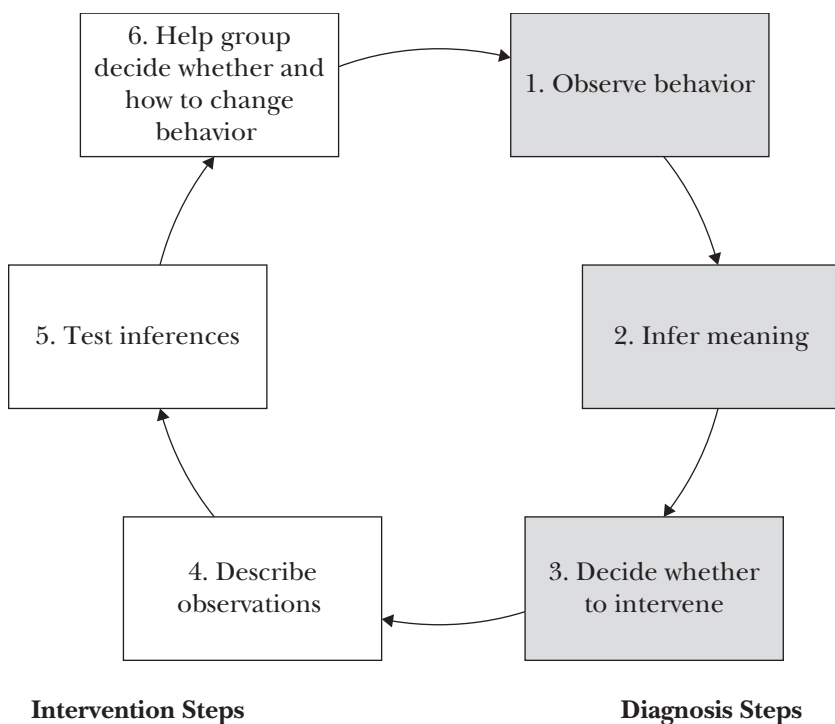 6. Help group
decide whether and
how to change
behavior
1. Observe behavior
5. Test inferences
2. Infer meaning
4. Describe
observations
3. Decide whether
to intervene
Intervention Steps
Diagnosis Steps